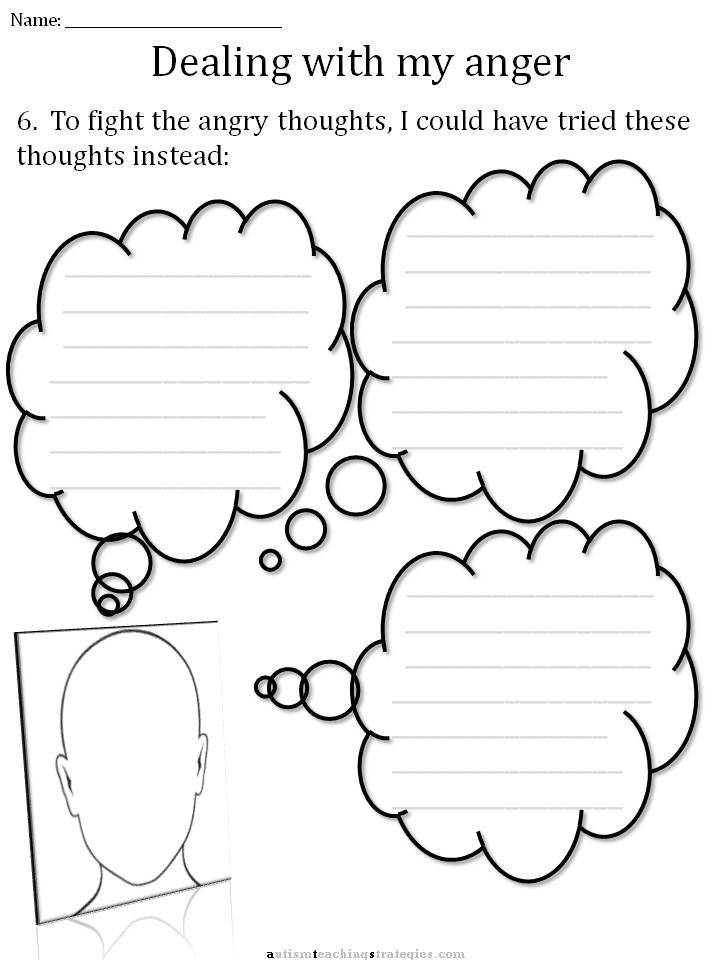 Name: ________________________
Dealing with my anger
6.  To fight the angry thoughts, I could have tried these
thoughts instead:
autismteachingstrategies.com